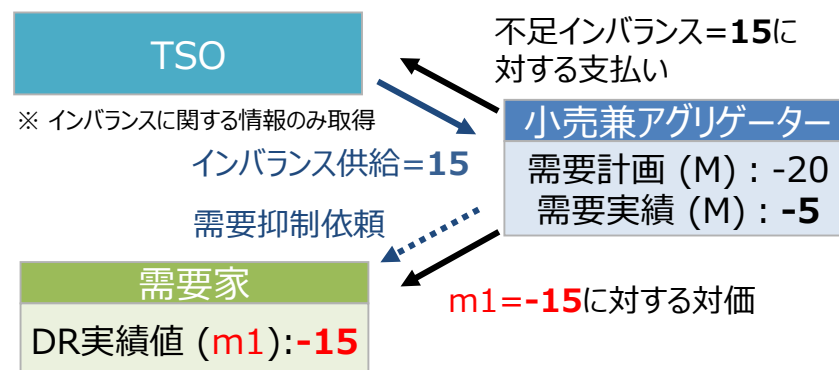 TSO
※ インバランスに関する情報のみ取得
不足インバランス=15に
対する支払い
小売兼アグリゲーター
需要計画 (M) : -20
需要実績 (M) : -5
インバランス供給=15
需要抑制依頼
需要家
DR実績値 (m1):-15
m1=-15に対する対価